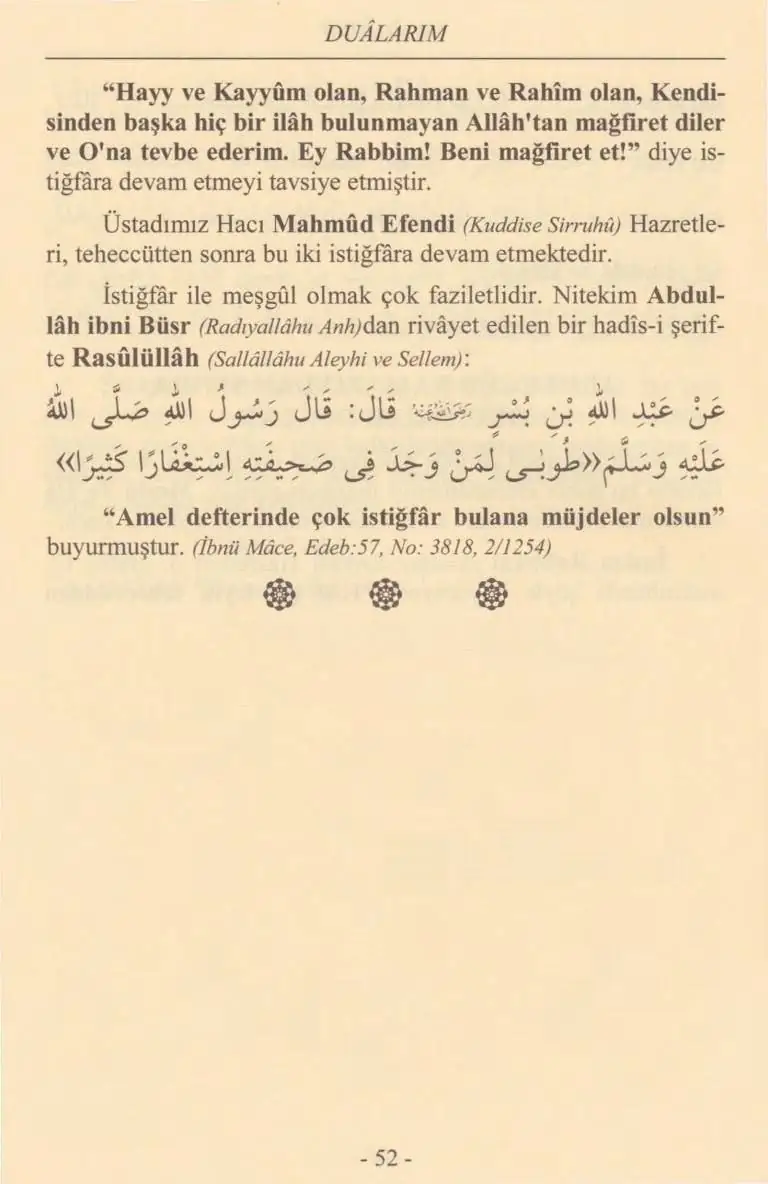 DUÂLARIM
“Hayy ve Kayyûm olan, Rahman ve Rahîm olan, Kendi-
sinden başka hiç bir ilâh bulunmayan Allâh'tan mağfiret diler
ve O'na tevbe ederim. Ey Rabbim! Beni mağfiret et!” diye is-
tiğfâra devam etmeyi tavsiye etmiştir.
Üstadımız Hacı Mahmûd Efendi (Kuddise Sirruhû) Hazretle-
ri, teheccütten sonra bu iki istiğfâra devam etmektedir.
İstiğfâr ile meşgûl olmak çok faziletlidir. Nitekim Abdul-
lâh ibni Büsr (Radıyallâhu Anh)dan rivâyet edilen bir hadîs-i şerif-
te Rasûlüllâh (Sallâllâhu Aleyhi ve Sellem):
عَنْ عَبْدِ اللهِ بْنِ بُسْرٍ رَضِيَ اللهُ عَنْهُ قَالَ: قَالَ رَسُولُ اللهِ صَلَّى اللهُ
عَلَيْهِ وَسَلَّمَ«طُوبٰى لِمَنْ وَجَدَ فِى صَحِيفَتِهِ اِسْتِغْفَارًا كَثِيرًا»
“Amel defterinde çok istiğfâr bulana müjdeler olsun”
buyurmuştur. (İbnü Mâce, Edeb:57, No: 3818, 2/1254)
- 52 -